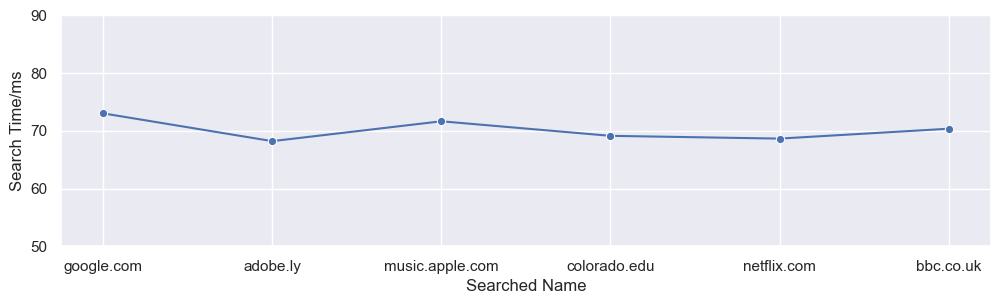 90
80
70
60
50
Search Time/ms
google.com adobe.ly music.apple.com colorado.edu netflix.com bbc.co.uk
Searched Name